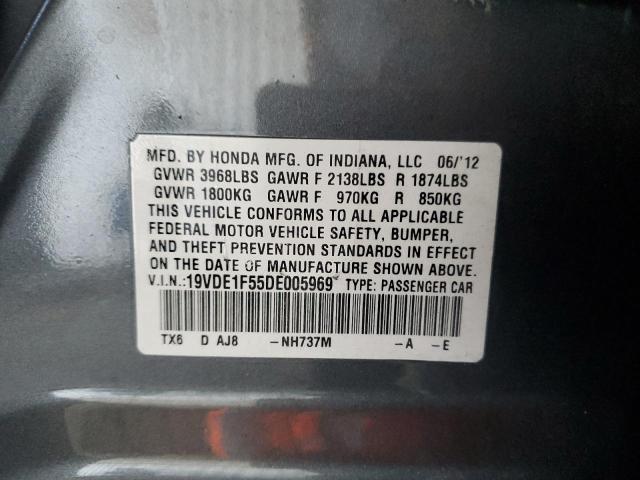 MFD. BY HONDA MFG. OF INDIANA, LLC 06/'12
GVWR 3968LBS GAWR F 2138LBS R 1874LBS
GVWR 1800KG GAWR F 970KG R 850KG
THIS VEHICLE CONFORMS TO ALL APPLICABLE
FEDERAL MOTOR VEHICLE SAFETY, BUMPER,
AND THEFT PREVENTION STANDARDS IN EFFECT
ON THE DATE OF MANUFACTURE SHOWN ABOVE.
V.I.N.:19VDE1F55DE005969 TYPE: PASSENGER CAR
TX6 D AJ8 -NH737M -A -E